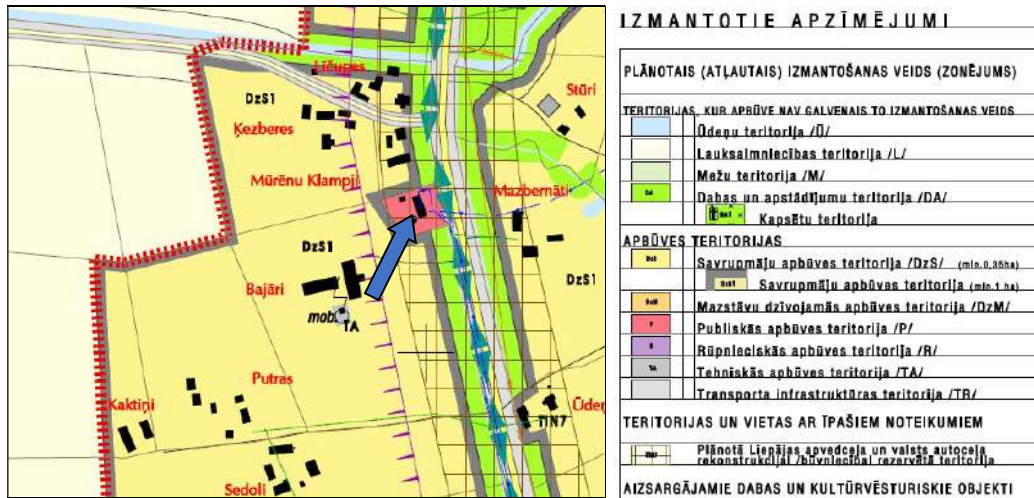 Līčupes
DzS1
Ķezberes
Stūri
Mūrēnu Klampji
Mazbernāti
DzS1
DzS1
Bajāri
mob
TA
Putras
Kaktiņi
TIN7
Sedoli
IZMANTOTIE APZĪMĒJUMI
PLĀNOTAIS (ATĻAUTAIS) IZMANTOŠANAS VEIDS (ZONĒJUMS)
TERITORIJAS, KUR APBŪVE NAV GALVENAIS TO IZMANTOŠANAS VEIDS
Ūdeņu teritorija /Ū/
Lauksaimniecības teritorija /L/
Mežu teritorija /M/
DA Dabas un apstādījumu teritorija /DA/
Kapsētu teritorija
APBŪVES TERITORIJAS
DzS Savrupmāju apbūves teritorija /DzS/ (min.0,35ha)
DzS1 Savrupmāju apbūves teritorija (min.1 ha)
DzM Mazstāvu dzīvojamās apbūves teritorija /DzM/
P Publiskās apbūves teritorija /P/
R Rūpnieciskās apbūves teritorija /R/
TA Tehniskās apbūves teritorija /TA/
Transporta infrastruktūras teritorija /TR/
TERITORIJAS UN VIETAS AR ĪPAŠIEM NOTEIKUMIEM
Plānotā Liepājas apvedceļa un valsts autoceļa
rekonstrukcijai /būvniecībai rezervētā teritorija
AIZSARGĀJAMIE DABAS UN KULTŪRVĒSTURISKIE OBJEKTI